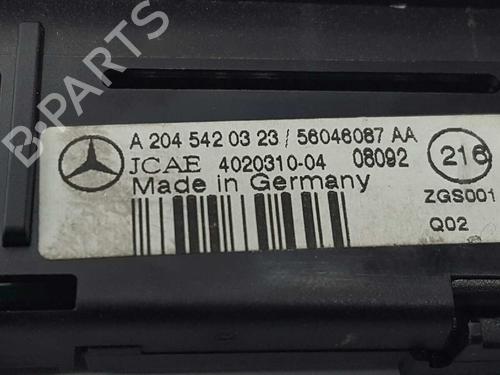 A 204 542 03 23 / 56046087 AA
JCAE 4020310-04 08092
Made in Germany
216
ZGS001
Q02
B-PARTS